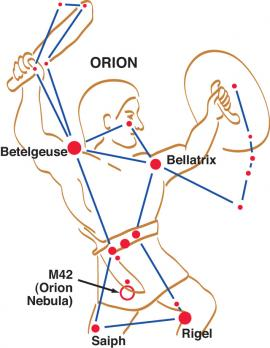 ORION
Betelgeuse
Bellatrix
M42
(Orion
Nebula)
Saiph
Rigel